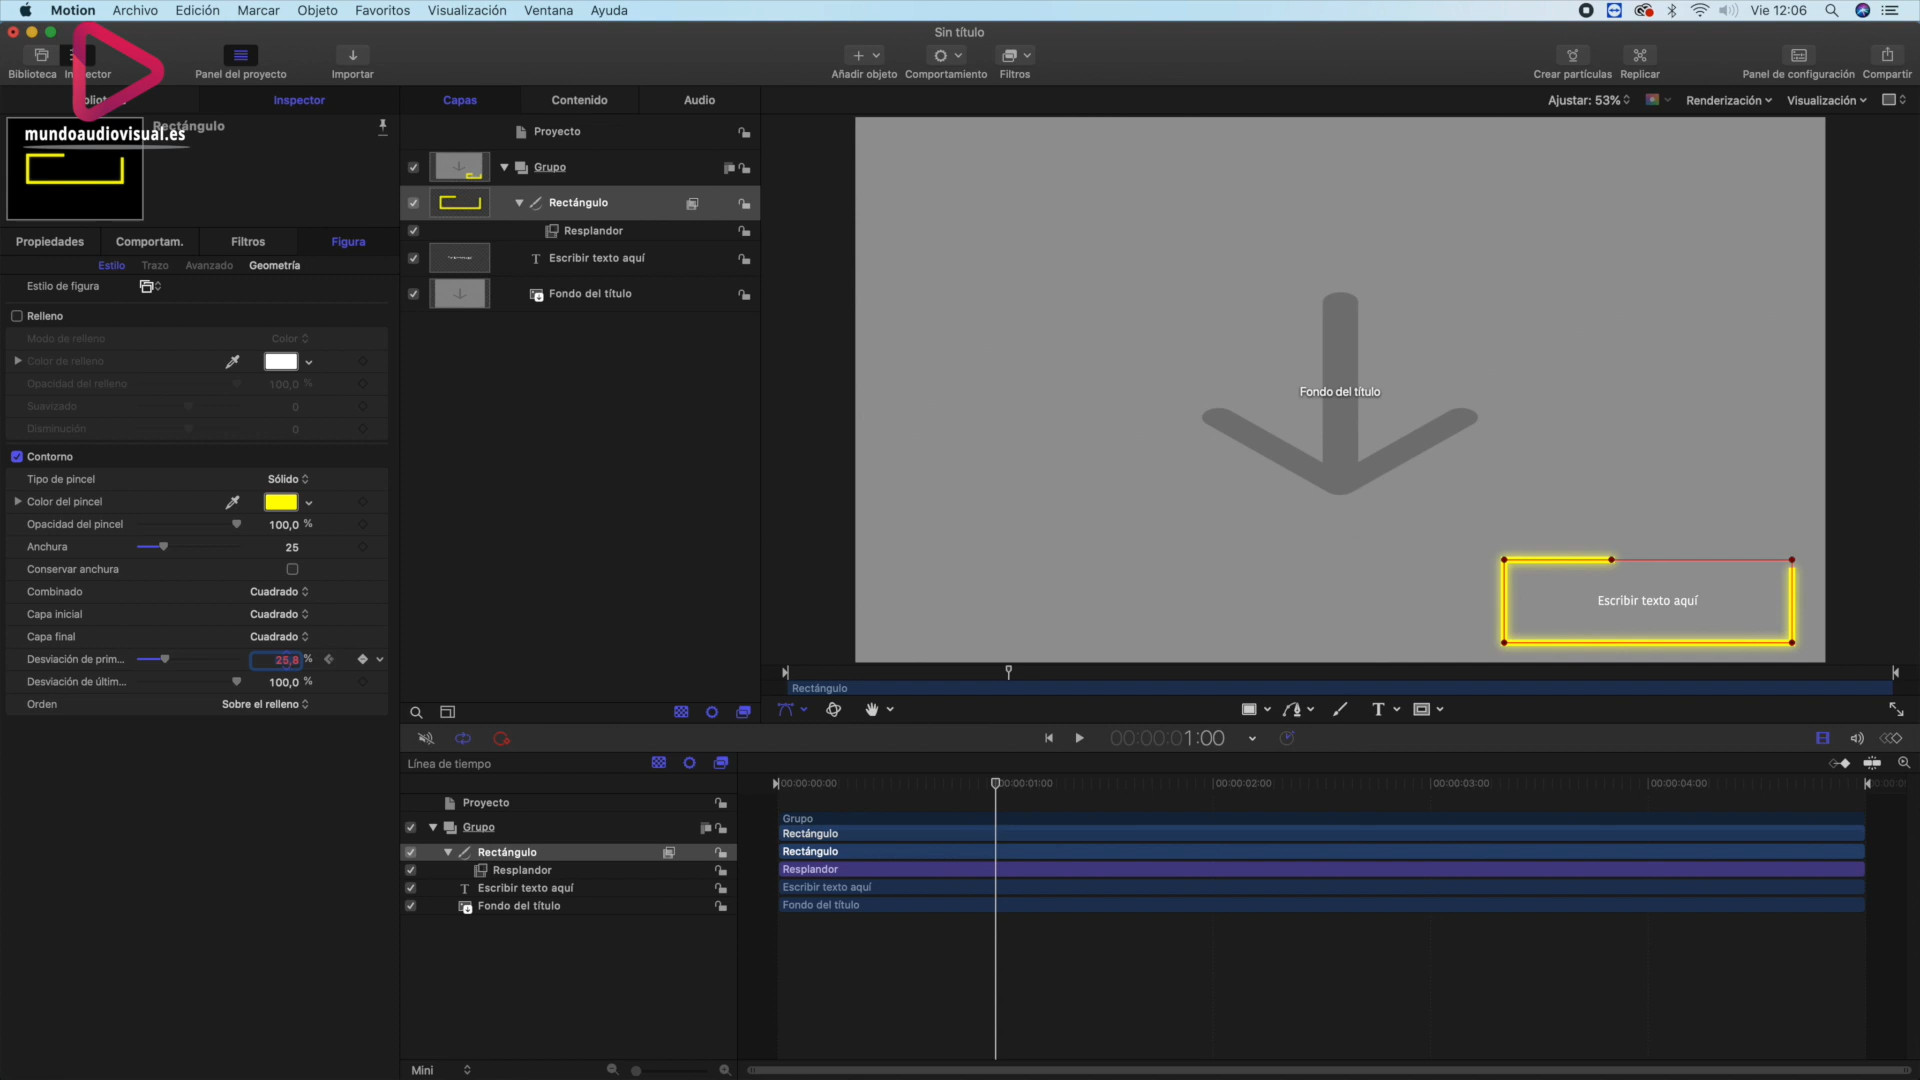 Motion Archivo Edición Marcar Objeto Favoritos Visualización Ventana Ayuda Vie 12:06
Sin título
Biblioteca Inspector Panel del proyecto Importar Añadir objeto Comportamiento Filtros Crear partículas Replicar Panel de configuración Compartir
Inspector Capas Contenido Audio Ajustar: 53% Renderización Visualización
Rectángulo
mundoaudiovisual.es
Proyecto
Grupo
Rectángulo
Resplandor
Escribir texto aquí
Fondo del título
Propiedades Comportam. Filtros Figura
Estilo Trazo Avanzado Geometría
Estilo de figura
Relleno
Modo de relleno Color
Color de relleno
Opacidad del relleno 100,0 %
Suavizado 0
Disminución 0
Contorno
Tipo de pincel Sólido
Color del pincel
Opacidad del pincel 100,0 %
Anchura 25
Conservar anchura
Combinado Cuadrado
Capa inicial Cuadrado
Capa final Cuadrado
Desviación de prim... 25,8 %
Desviación de últim... 100,0 %
Orden Sobre el relleno
Fondo del título
Escribir texto aquí
Rectángulo
T
00:00:01:00
Línea de tiempo
00:00:00:00 00:00:01:00 00:00:02:00 00:00:03:00 00:00:04:00
Proyecto
Grupo
Rectángulo
Resplandor
T Escribir texto aquí
Fondo del título
Grupo
Rectángulo
Rectángulo
Resplandor
Escribir texto aquí
Fondo del título
Mini